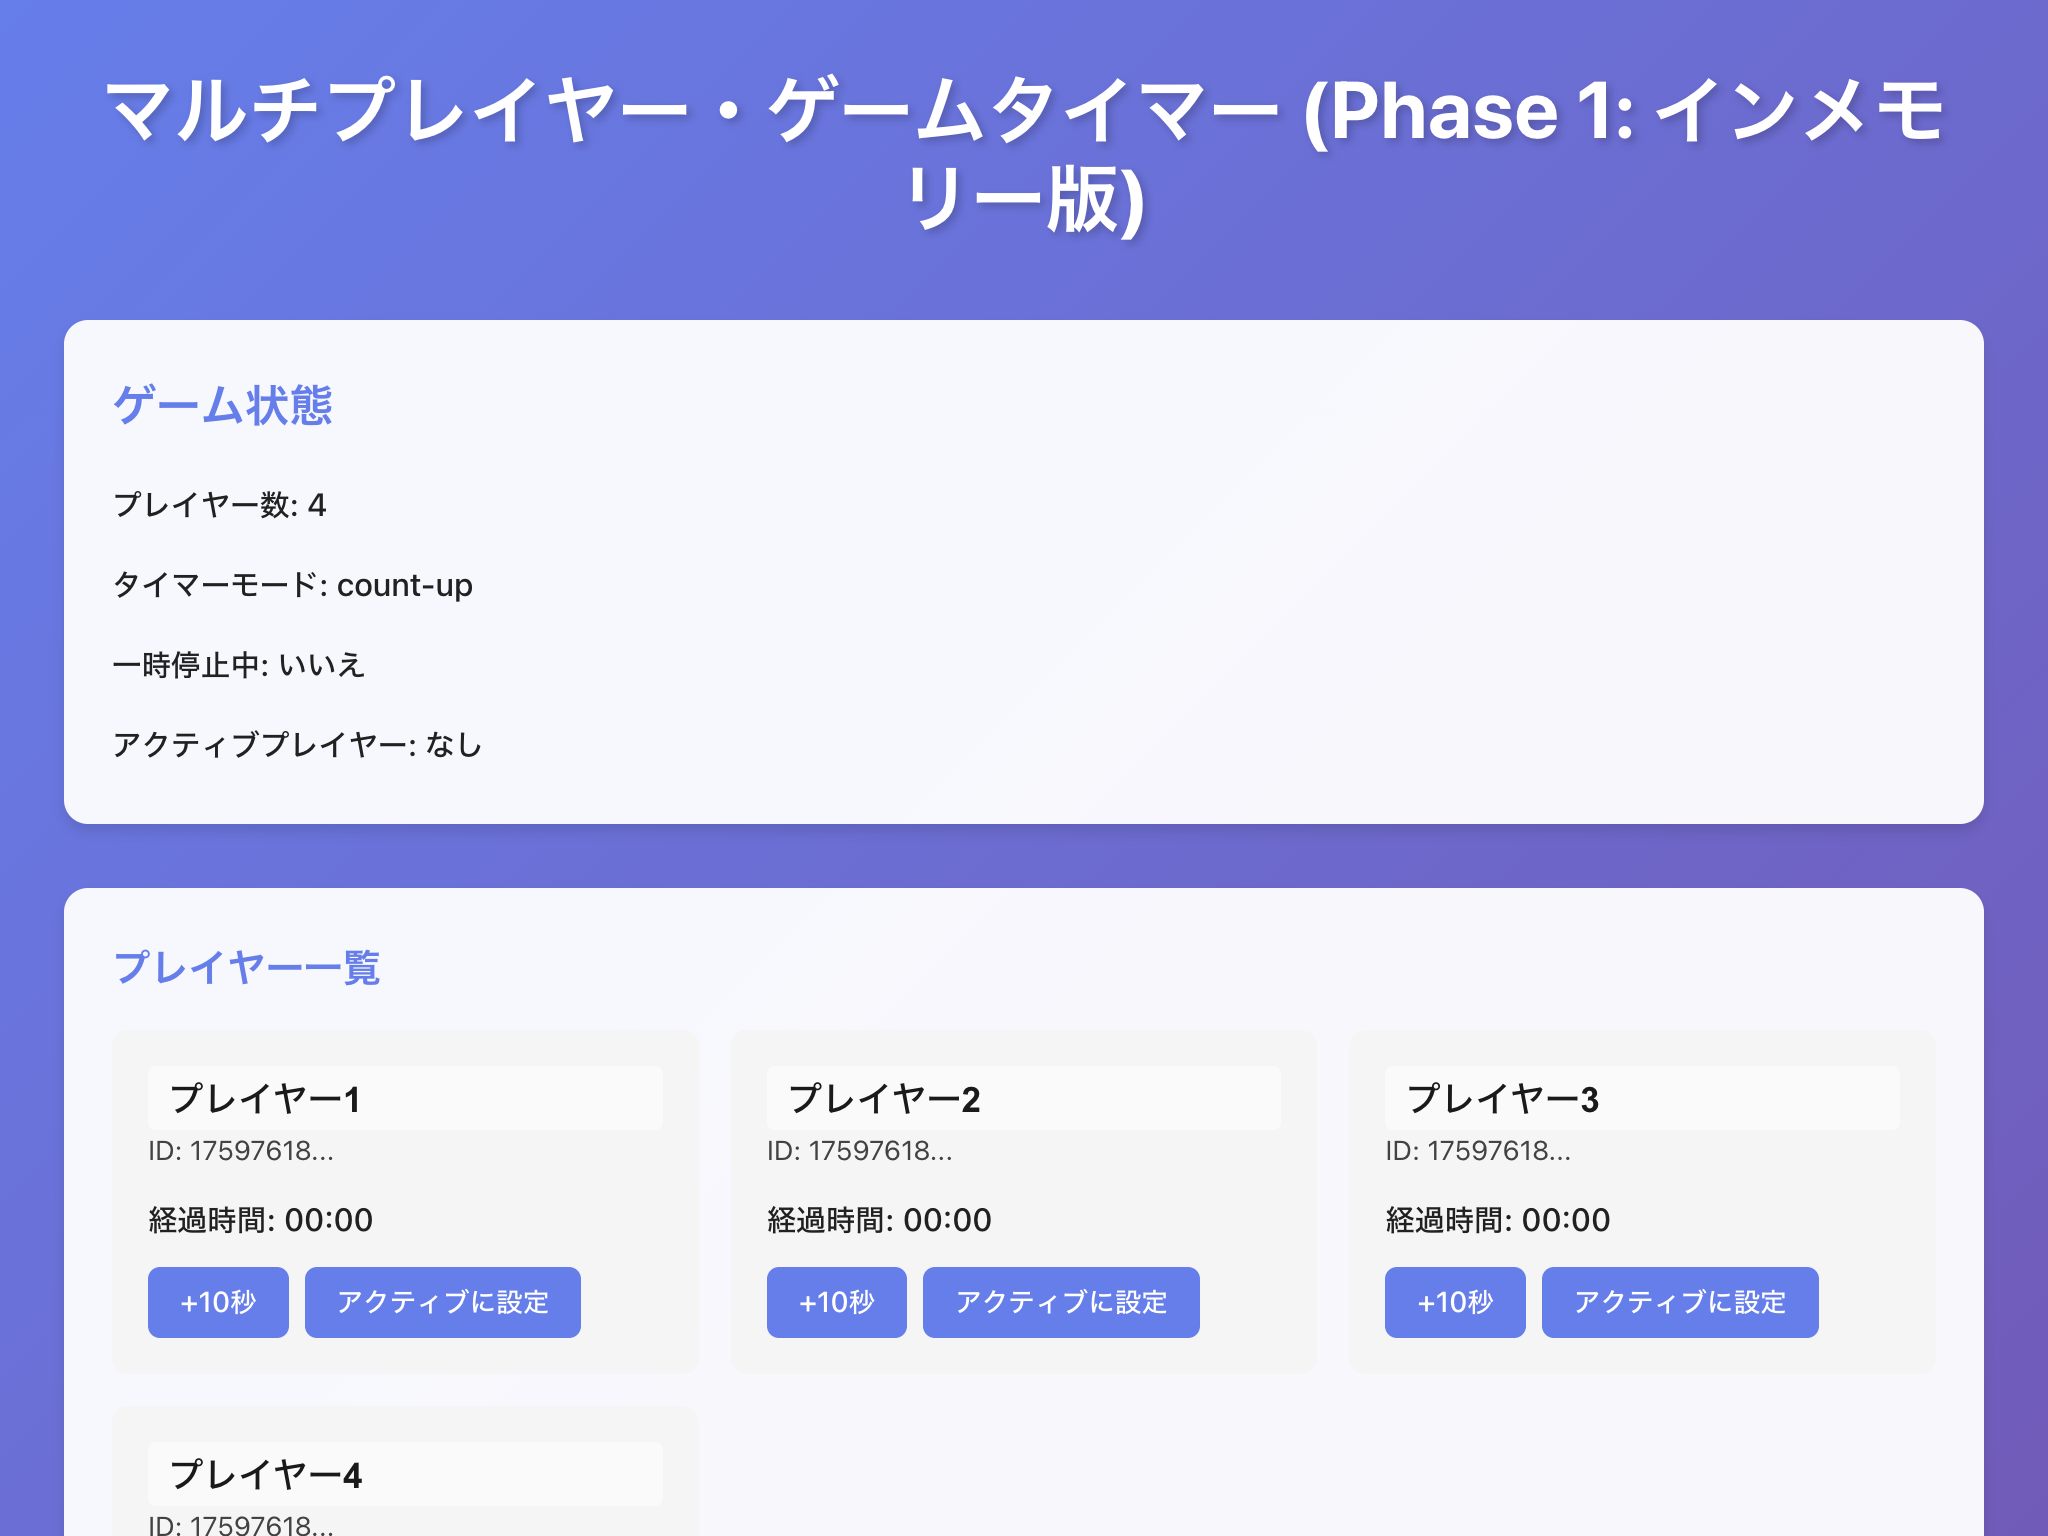 マルチプレイヤー・ゲームタイマー (Phase 1: インメモ
リー版)
ゲーム状態
プレイヤー数: 4
タイマーモード: count-up
一時停止中: いいえ
アクティブプレイヤー: なし
プレイヤー一覧
プレイヤー1
ID: 17597618...
経過時間: 00:00
+10秒 アクティブに設定
プレイヤー2
ID: 17597618...
経過時間: 00:00
+10秒 アクティブに設定
プレイヤー3
ID: 17597618...
経過時間: 00:00
+10秒 アクティブに設定
プレイヤー4
ID: 17597618...